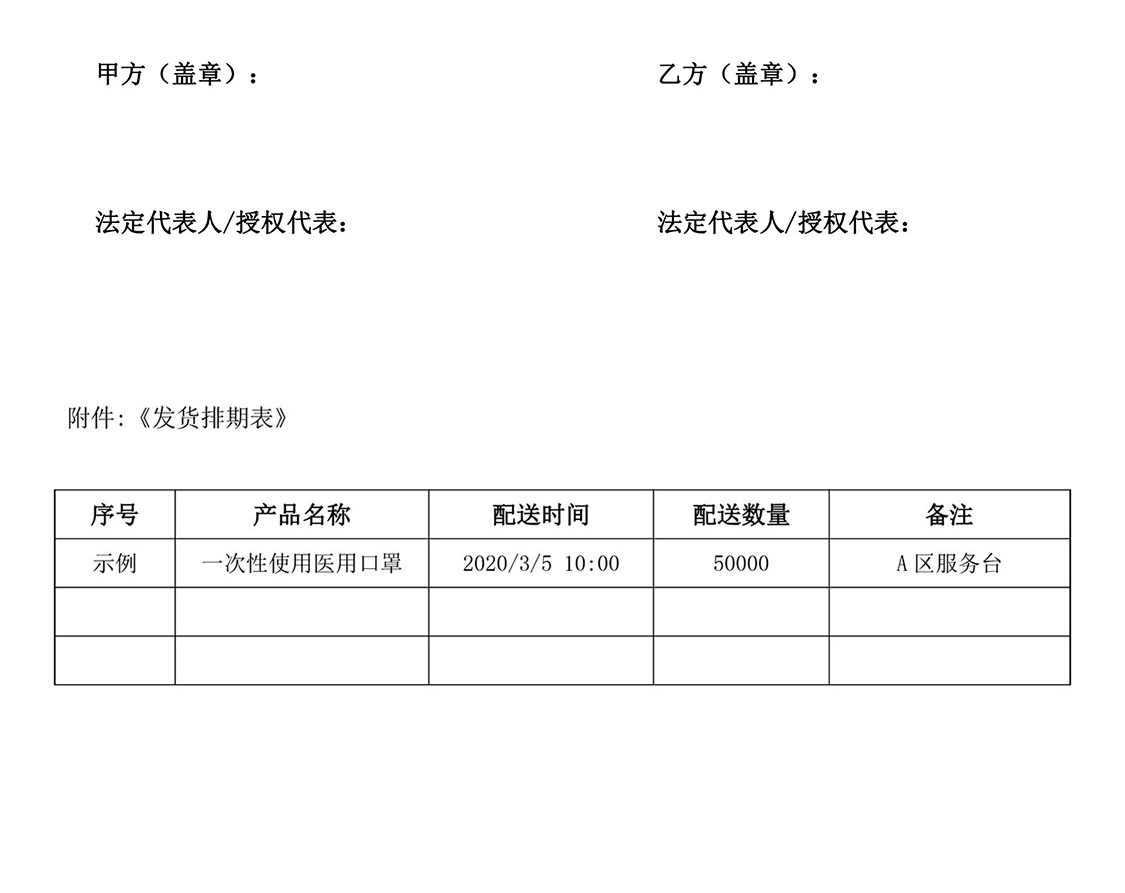 甲方（盖章）： 乙方（盖章）：
法定代表人/授权代表： 法定代表人/授权代表：
附件：《发货排期表》
序号 产品名称 配送时间 配送数量 备注
示例 一次性使用医用口罩 2020/3/5 10:00 50000 A区服务台